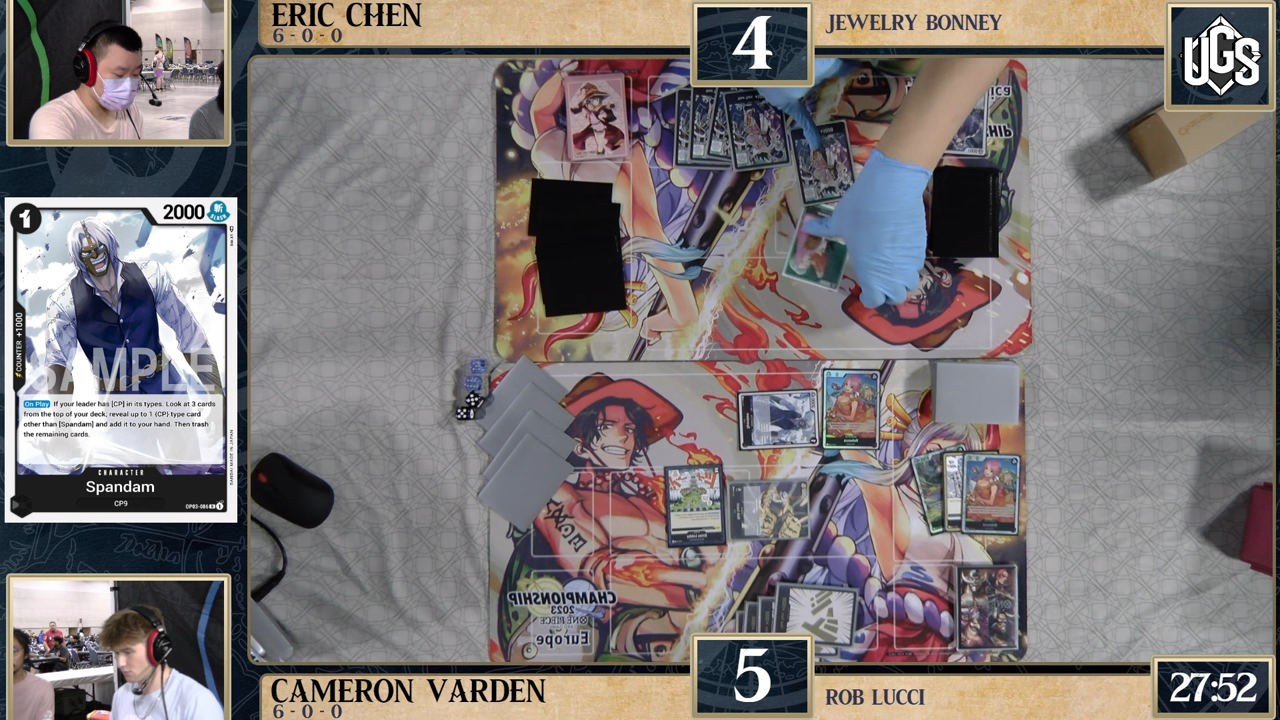 ERIC CHEN
6-0-0
4
JEWELRY BONNEY
UGS
1
2000
COUNTER +1000
SAMPLE
On Play If your leader has [CP] in its types. Look at 3 cards
from the top of your deck; reveal up to 1 (CP) type card
other than [Spandam] and add it to your hand. Then trash
the remaining cards.
CHARACTER
Spandam
CP9
CHAMPIONSHIP
2023
ONE PIECE
Europe
CAMERON VARDEN
6-0-0
5
ROB LUCCI
27:52